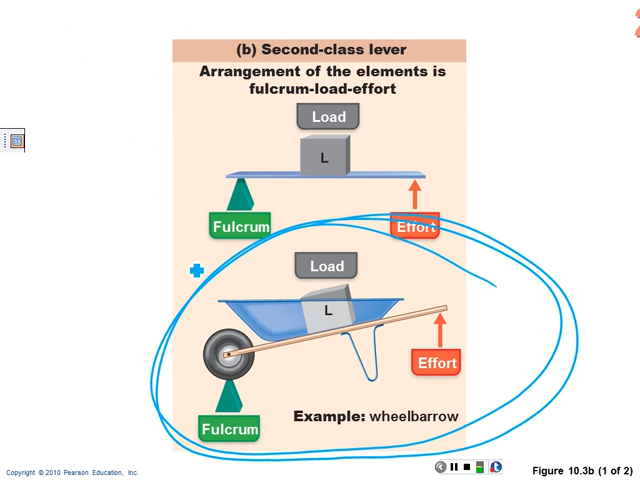 (b) Second-class lever
Arrangement of the elements is
fulcrum-load-effort
Load
L
Fulcrum
Effort
Load
L
Effort
Example: wheelbarrow
Fulcrum
Copyright © 2010 Pearson Education, Inc.
Figure 10.3b (1 of 2)